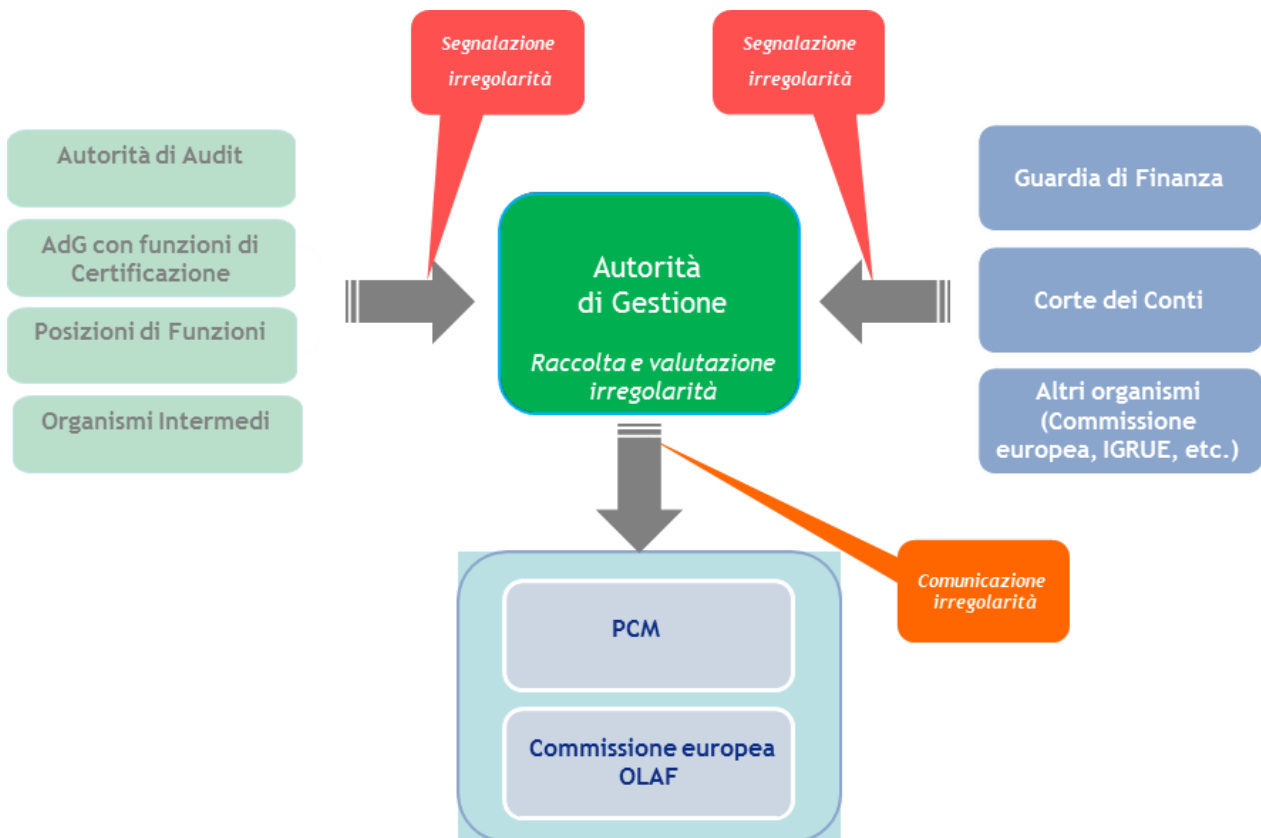 Segnalazione
irregolarità
Segnalazione
irregolarità
Autorità di Audit
AdG con funzioni di
Certificazione
Posizioni di Funzioni
Organismi Intermedi
Autorità
di Gestione
Raccolta e valutazione
irregolarità
Guardia di Finanza
Corte dei Conti
Altri organismi
(Commissione
europea, IGRUE, etc.)
Comunicazione
irregolarità
PCM
Commissione europea
OLAF